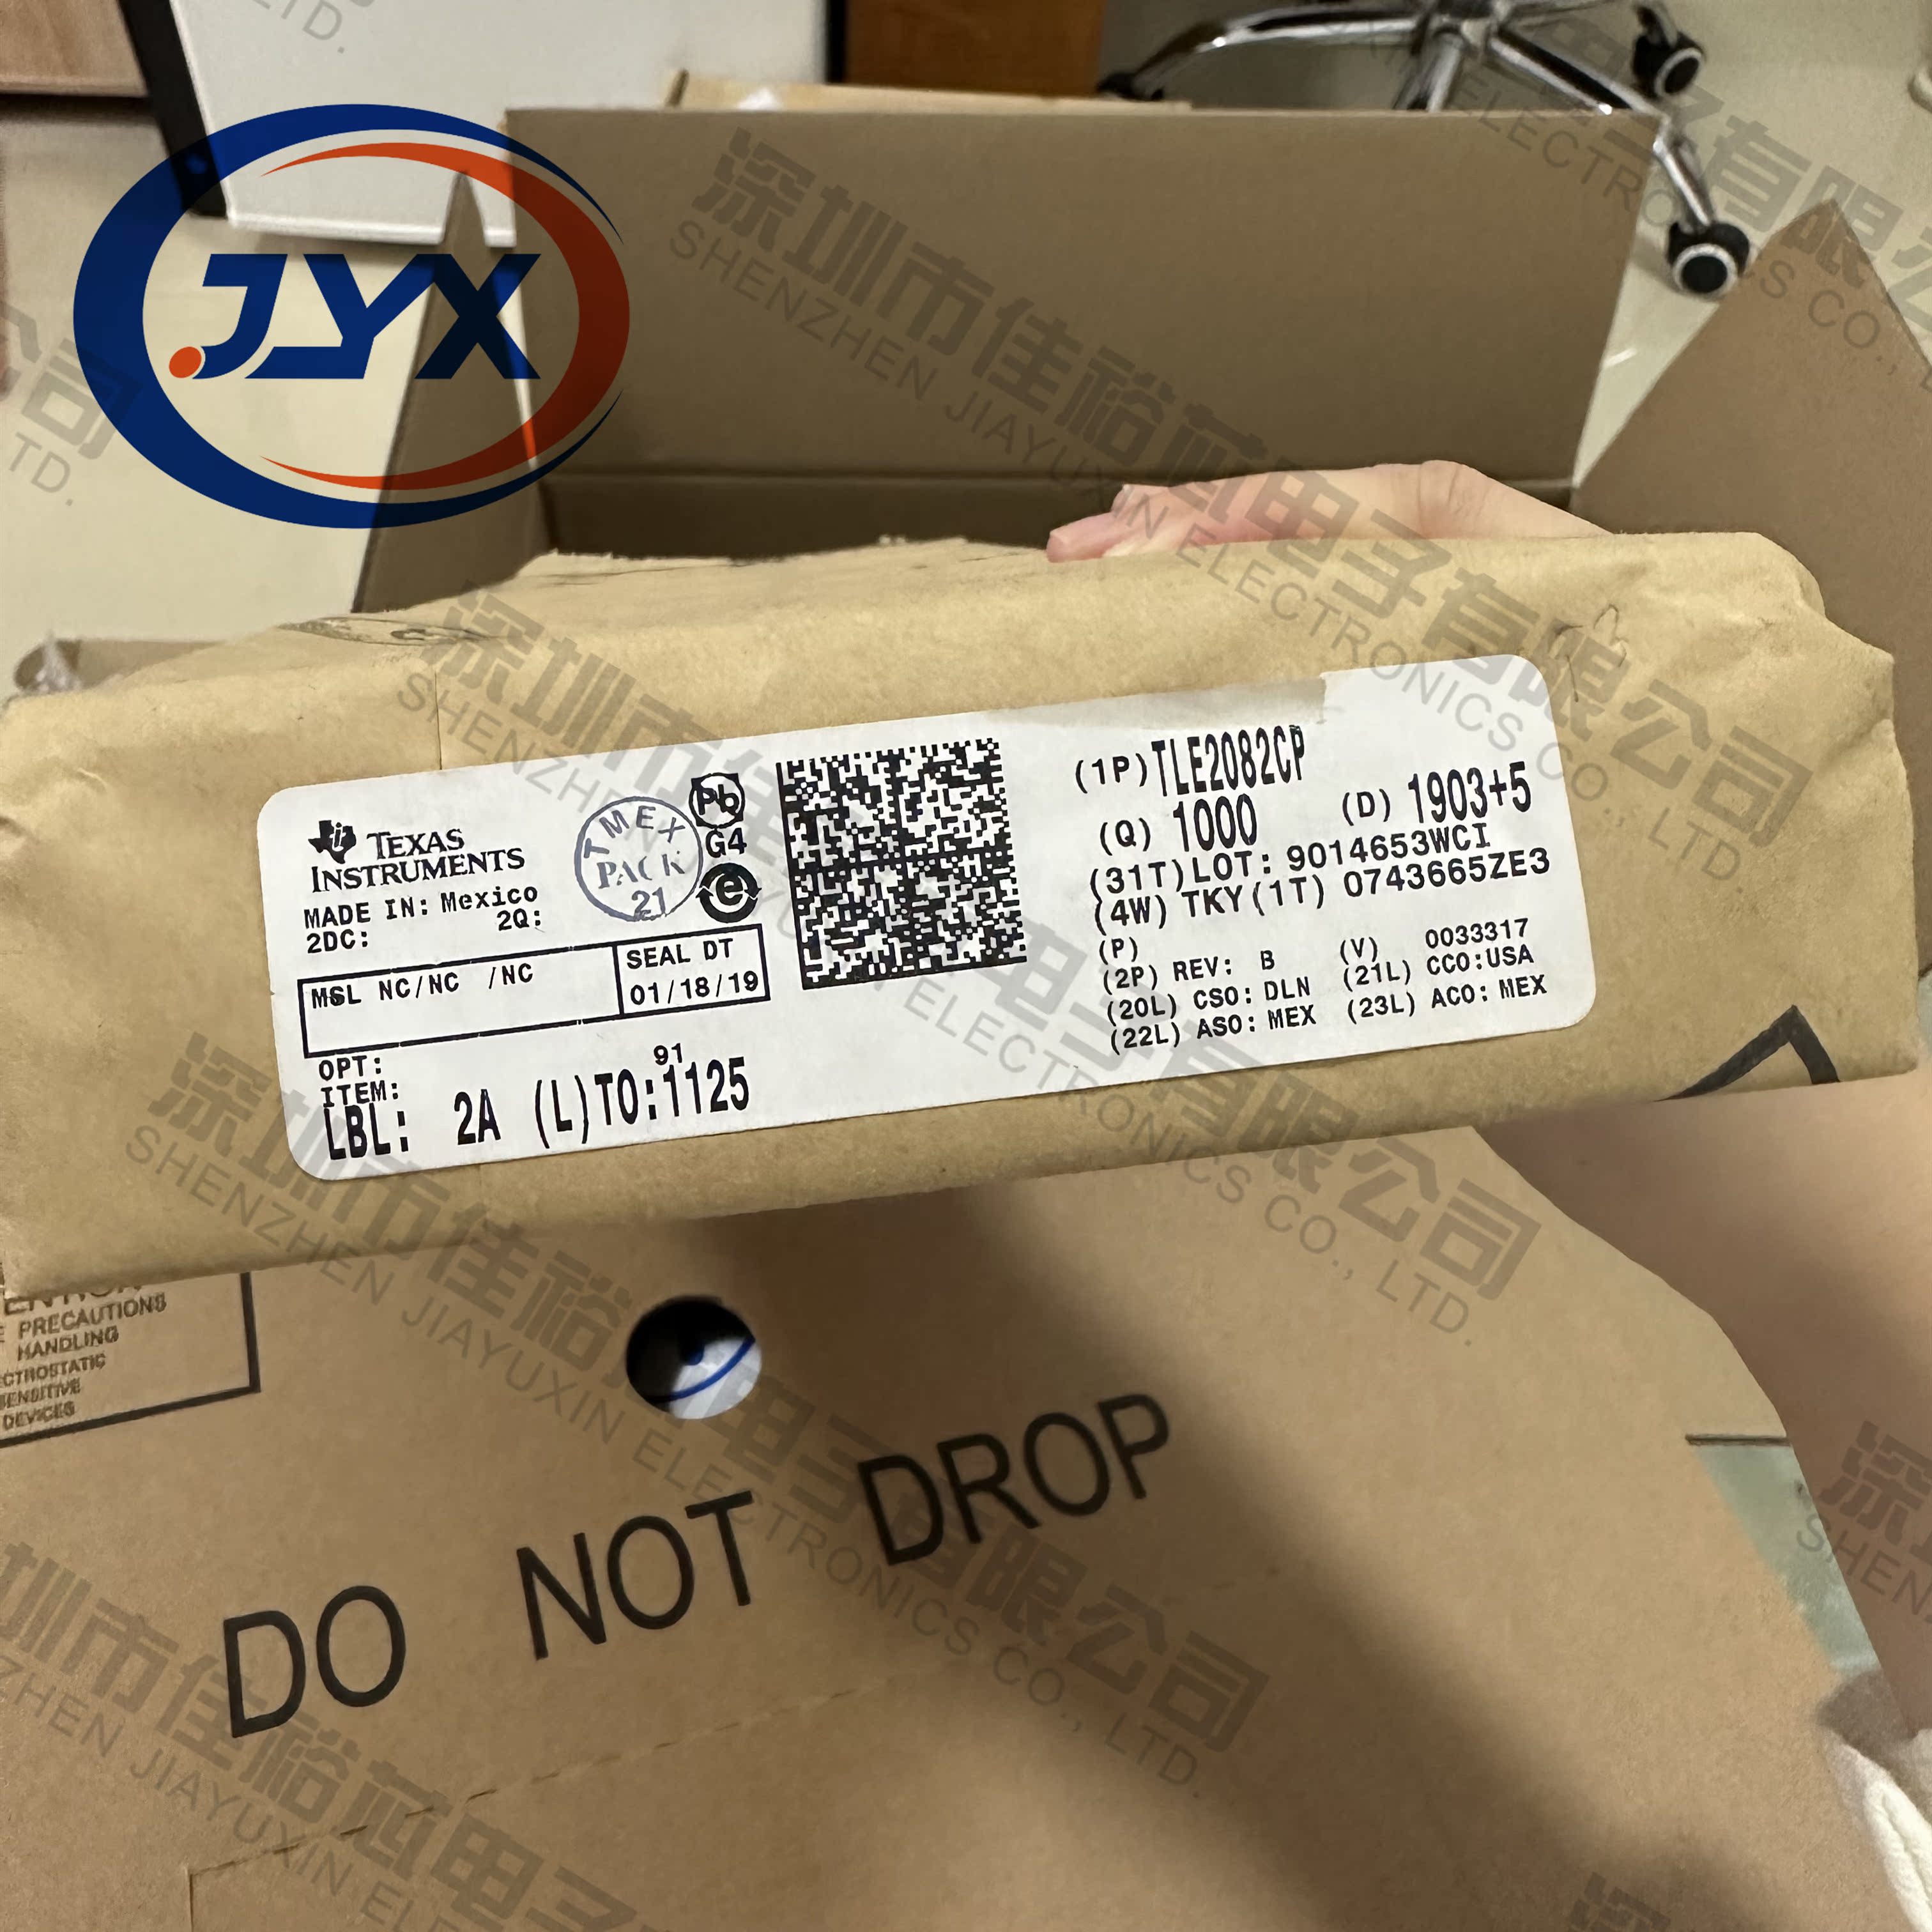 JYX
深圳市佳裕芯电子有限公司
SHENZHEN JIAYUXIN ELECTRONICS CO., LTD.
TEXAS
INSTRUMENTS
MADE IN: Mexico
2DC: 2Q:
TMEX
PACK
21
Pb
G4
e
MSL NC/NC /NC
SEAL DT
01/18/19
OPT:
ITEM: 91
LBL: 2A (L)TO:1125
(1P)TLE2082CP
(Q) 1000 (D) 1903+5
(31T)LOT: 9014653WCI
(4W) TKY(1T) 0743665ZE3
(P)
(2P) REV: B (V) 0033317
(20L) CSO: DLN (21L) CCO:USA
(22L) ASO: MEX (23L) ACO: MEX
PRECAUTIONS
HANDLING
DEVICES
DO NOT DROP